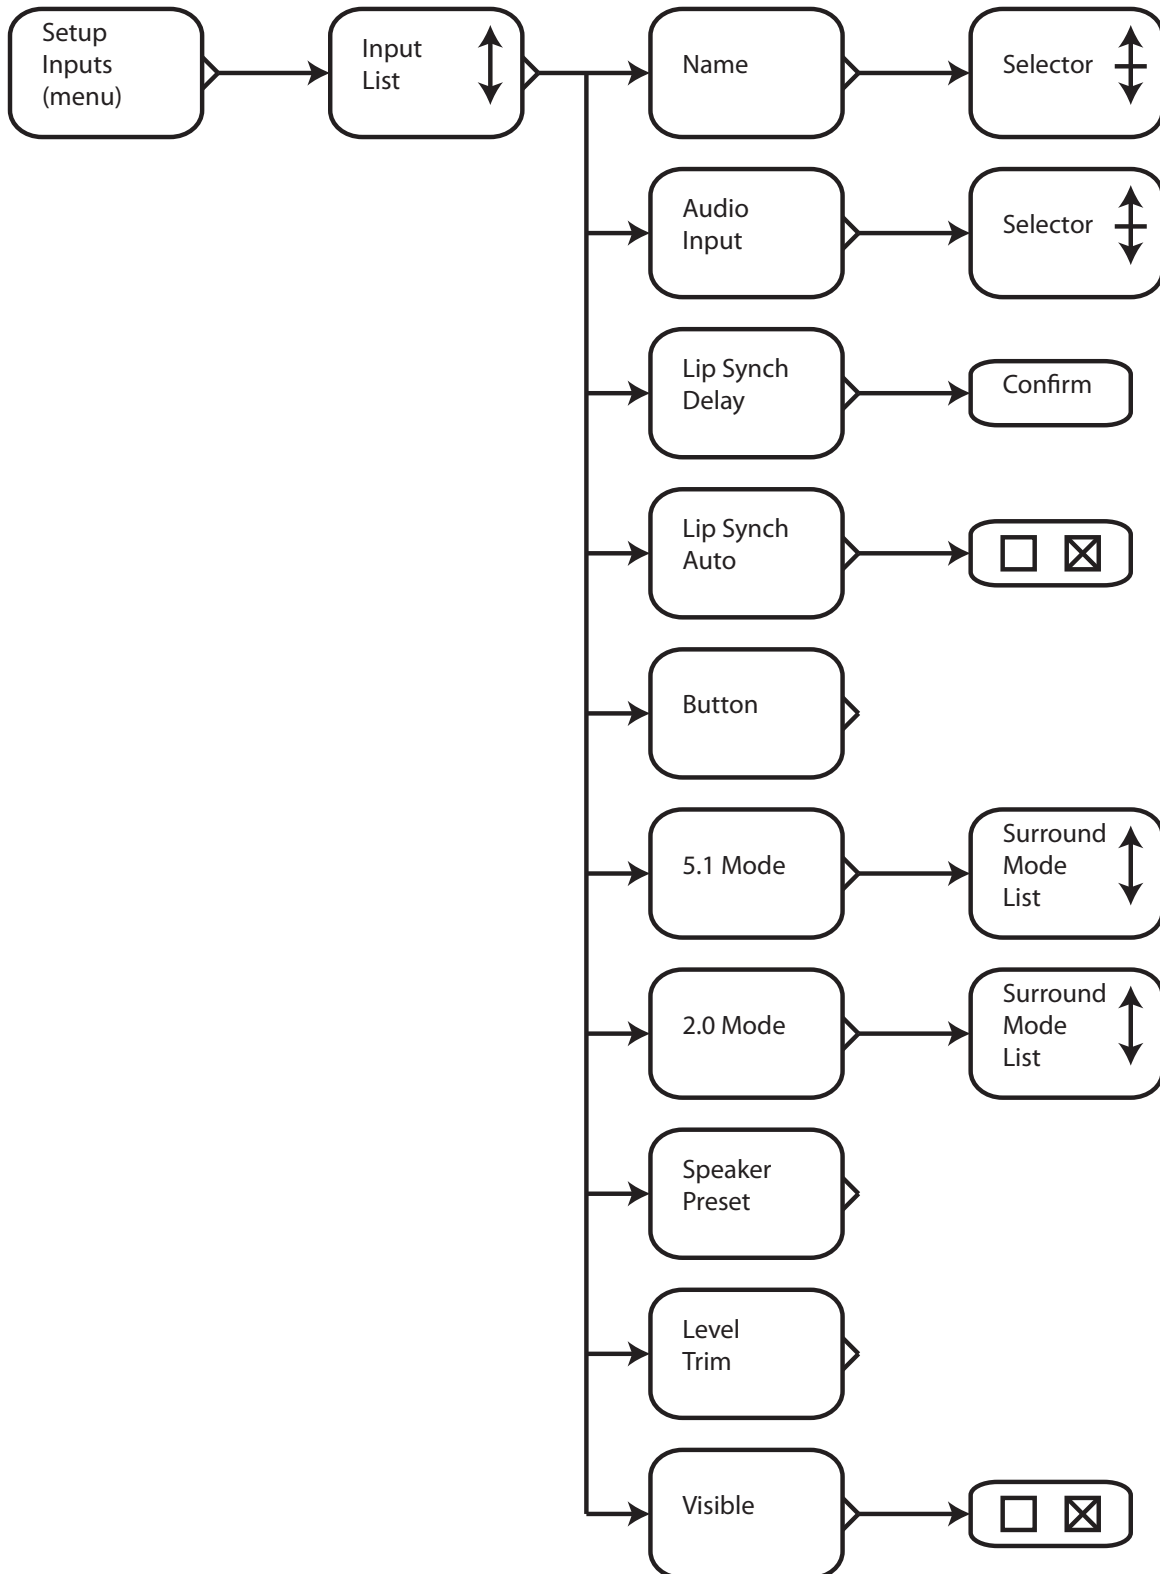 Setup
Inputs
(menu)
Input
List
Name
Selector
Audio
Input
Selector
Lip Synch
Delay
Confirm
Lip Synch
Auto
Button
5.1 Mode
Surround
Mode
List
2.0 Mode
Surround
Mode
List
Speaker
Preset
Level
Trim
Visible